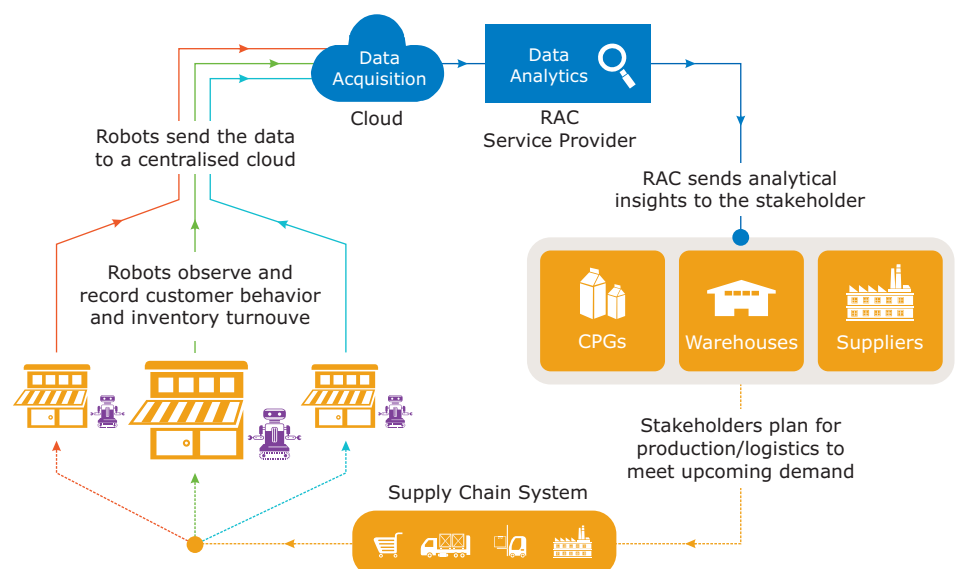 Data
Acquisition
Cloud
Data
Analytics
RAC
Service Provider
Robots send the data
to a centralised cloud
RAC sends analytical
insights to the stakeholder
Robots observe and
record customer behavior
and inventory turnouve
CPGs
Warehouses
Suppliers
Stakeholders plan for
production/logistics to
meet upcoming demand
Supply Chain System